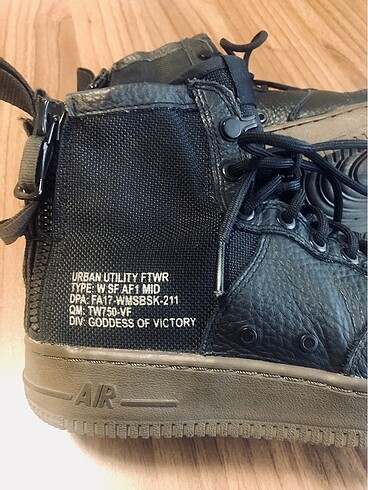 URBAN UTILITY FTWR
TYPE: W SF AF1 MID
DPA: FA17-WMSBSK-211
QM: TW750-VF
DIV: GODDESS OF VICTORY
AIR